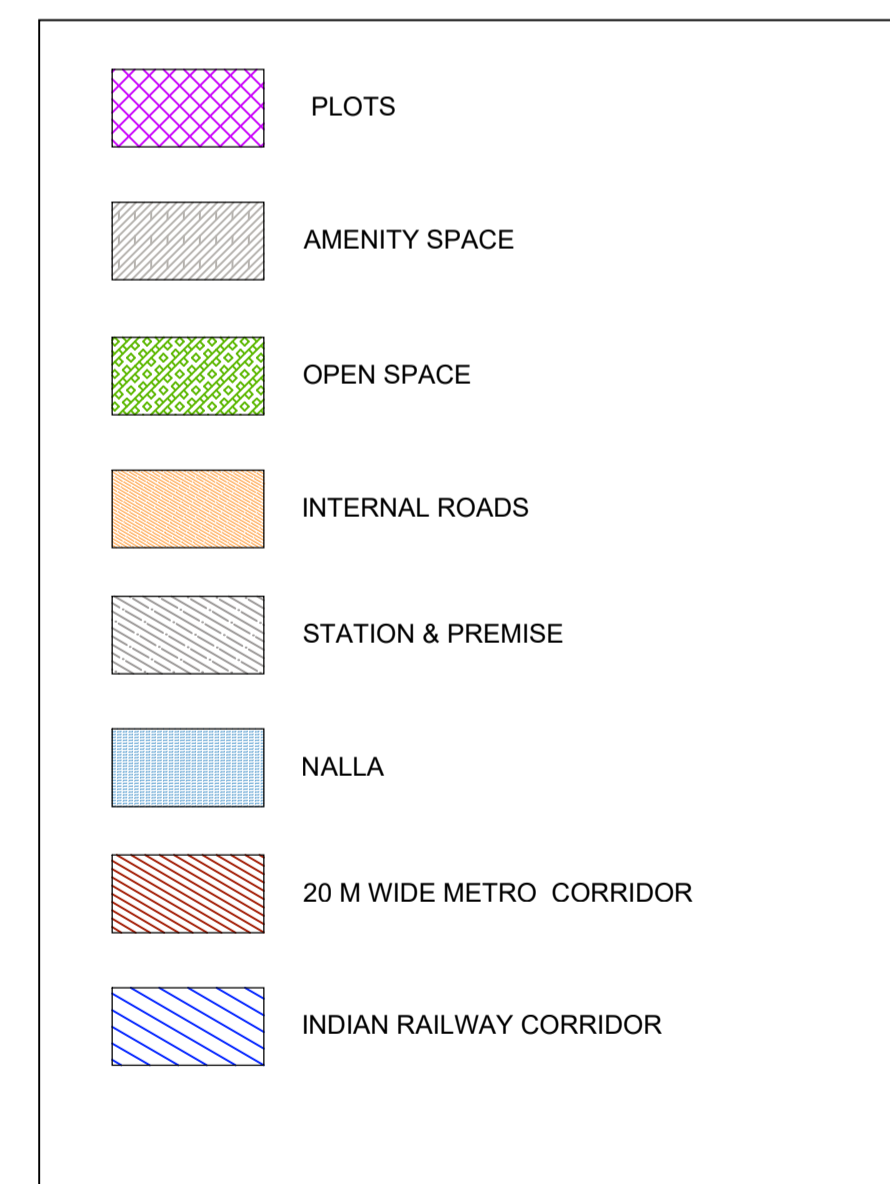 PLOTS
AMENITY SPACE
OPEN SPACE
INTERNAL ROADS
STATION & PREMISE
NALLA
20 M WIDE METRO  CORRIDOR
INDIAN RAILWAY CORRIDOR